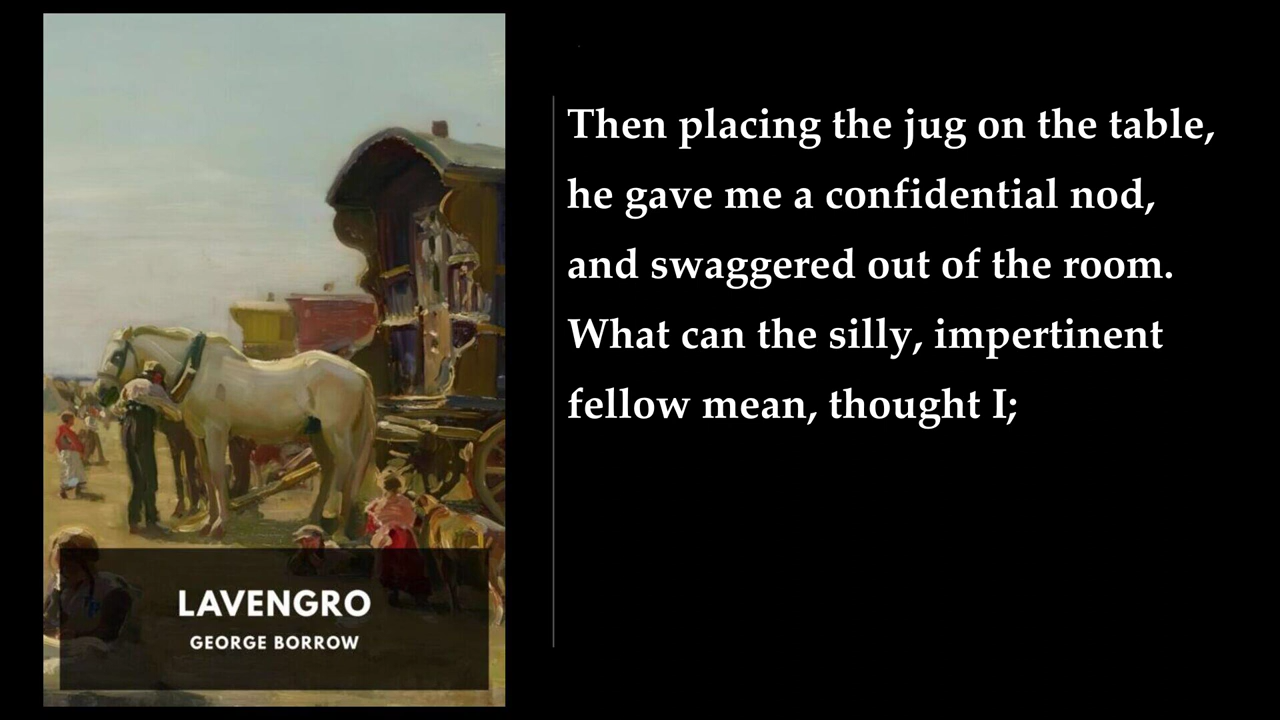 Then placing the jug on the table,
he gave me a confidential nod,
and swaggered out of the room.
What can the silly, impertinent
fellow mean, thought I;
LAVENGRO
GEORGE BORROW